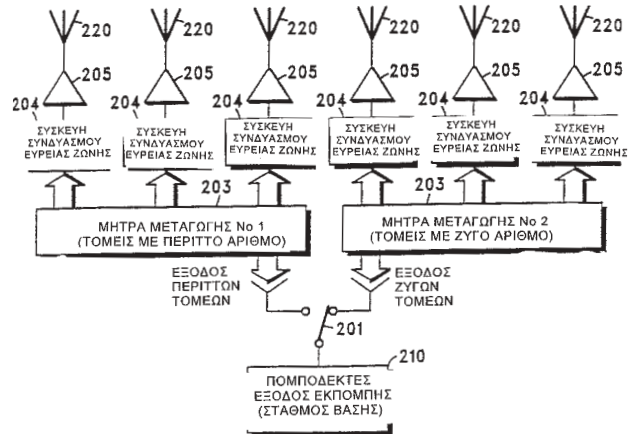 220 220 220 220 220 220
205 205 205 205 205 205
204 204 204 204 204 204
ΣΥΣΚΕΥΗ ΣΥΝΔΥΑΣΜΟΥ ΕΥΡΕΙΑΣ ΖΩΝΗΣ
ΣΥΣΚΕΥΗ ΣΥΝΔΥΑΣΜΟΥ ΕΥΡΕΙΑΣ ΖΩΝΗΣ
ΣΥΣΚΕΥΗ ΣΥΝΔΥΑΣΜΟΥ ΕΥΡΕΙΑΣ ΖΩΝΗΣ
ΣΥΣΚΕΥΗ ΣΥΝΔΥΑΣΜΟΥ ΕΥΡΕΙΑΣ ΖΩΝΗΣ
ΣΥΣΚΕΥΗ ΣΥΝΔΥΑΣΜΟΥ ΕΥΡΕΙΑΣ ΖΩΝΗΣ
ΣΥΣΚΕΥΗ ΣΥΝΔΥΑΣΜΟΥ ΕΥΡΕΙΑΣ ΖΩΝΗΣ
203 203
ΜΗΤΡΑ ΜΕΤΑΓΩΓΗΣ Νο 1
(ΤΟΜΕΙΣ ΜΕ ΠΕΡΙΤΤΟ ΑΡΙΘΜΟ)
ΜΗΤΡΑ ΜΕΤΑΓΩΓΗΣ Νο 2
(ΤΟΜΕΙΣ ΜΕ ΖΥΓΟ ΑΡΙΘΜΟ)
ΕΞΟΔΟΣ
ΠΕΡΙΤΤΩΝ
ΤΟΜΕΩΝ
ΕΞΟΔΟΣ
ΖΥΓΩΝ
ΤΟΜΕΩΝ
201
210
ΠΟΜΠΟΔΕΚΤΕΣ
ΕΞΟΔΟΣ ΕΚΠΟΜΠΗΣ
(ΣΤΑΘΜΟΣ ΒΑΣΗΣ)